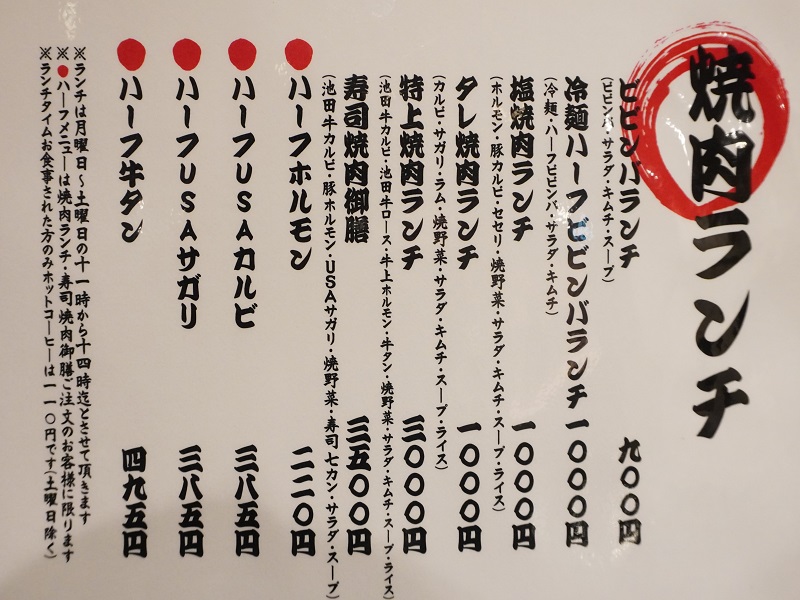 焼肉ランチ
ビビンバランチ 九〇〇円
(ビビンバ・サラダ・キムチ・スープ)
冷麺ハーフビビンバランチ 一〇〇〇円
(冷麺・ハーフビビンバ・サラダ・キムチ)
塩焼肉ランチ 一〇〇〇円
(ホルモン・豚カルビ・セセリ・焼野菜・サラダ・キムチ・スープ・ライス)
タレ焼肉ランチ 一〇〇〇円
(カルビ・サガリ・ラム・焼野菜・サラダ・キムチ・スープ・ライス)
特上焼肉ランチ 三〇〇〇円
(池田牛カルビ・池田牛ロース・牛上ホルモン・牛タン・焼野菜・サラダ・キムチ・スープ・ライス)
寿司焼肉御膳 三五〇〇円
(池田牛カルビ・豚ホルモン・USAサガリ・焼野菜・寿司七カン・サラダ・スープ)
ハーフホルモン 二二〇円
ハーフUSAカルビ 三八五円
ハーフUSAサガリ 三八五円
ハーフ牛タン 四九五円
※ランチは月曜日〜土曜日の十一時から十四時迄とさせて頂きます
※●ハーフメニューは焼肉ランチ・寿司焼肉御膳ご注文のお客様に限ります
※ランチタイムお食事された方のみホットコーヒーは一一〇円です(土曜日除く)